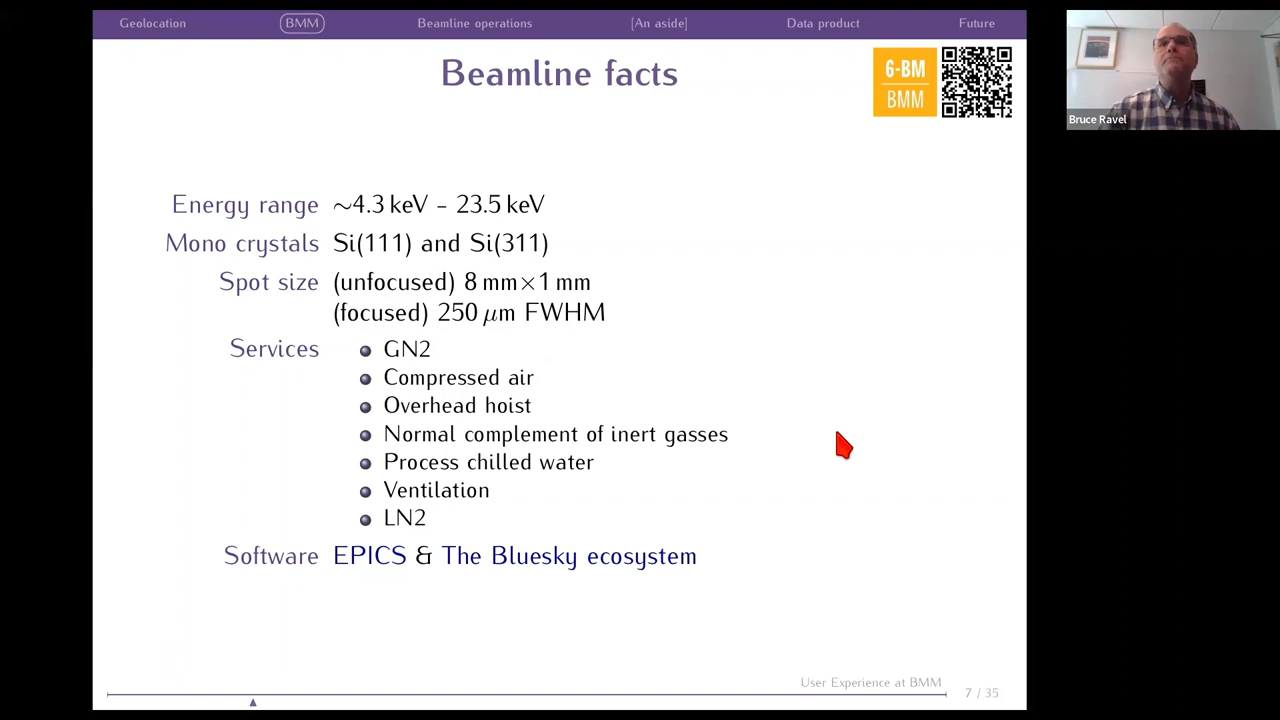 Geolocation BMM Beamline operations [An aside] Data product Future
Beamline facts
6-BM
BMM
Bruce Ravel
Energy range ∼4.3 keV – 23.5 keV
Mono crystals Si(111) and Si(311)
Spot size (unfocused) 8 mm×1 mm
(focused) 250 μm FWHM
Services GN2
Compressed air
Overhead hoist
Normal complement of inert gasses
Process chilled water
Ventilation
LN2
Software EPICS & The Bluesky ecosystem
User Experience at BMM
7 / 35